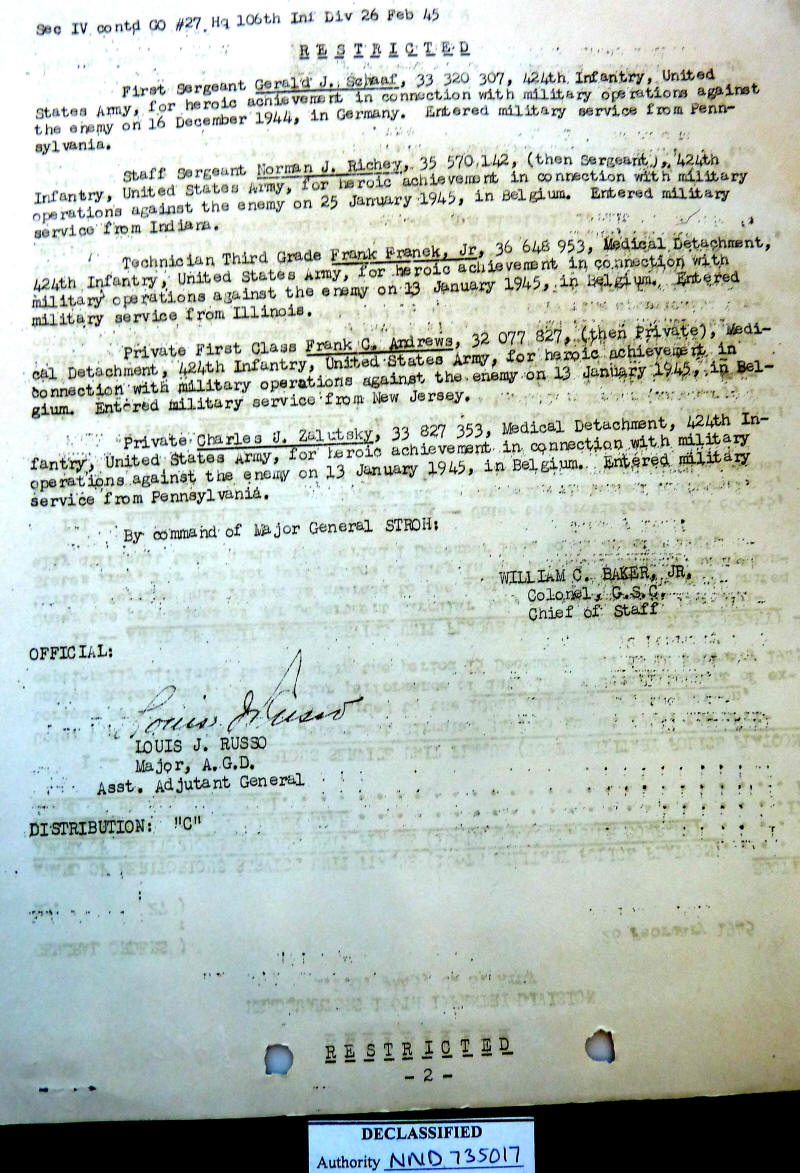 Sec IV contd GO #27, Hq 106th Inf Div 26 Feb 45
R E S T R I C T E D
First Sergeant Gerald J. Schaaf, 33 320 307, 424th Infantry, United
States Army, for heroic achievement in connection with military operations against
the enemy on 16 December 1944, in Germany. Entered military service from Penn-
sylvania.
Staff Sergeant Norman J. Richey, 35 570 142, (then Sergeant), 424th
Infantry, United States Army, for heroic achievement in connection with military
operations against the enemy on 25 January 1945, in Belgium. Entered military
service from Indiana.
Technician Third Grade Frank Franek, Jr, 36 648 953, Medical Detachment,
424th Infantry, United States Army, for heroic achievement in connection with
military operations against the enemy on 13 January 1945, in Belgium. Entered
military service from Illinois.
Private First Class Frank C. Andrews, 32 077 827, (then Private), Medi-
cal Detachment, 424th Infantry, United States Army, for heroic achievement in
connection with military operations against the enemy on 13 January 1945, in Bel-
gium. Entered military service from New Jersey.
Private Charles J. Zalutsky, 33 827 353, Medical Detachment, 424th In-
fantry, United States Army, for heroic achievement in connection with military
operations against the enemy on 13 January 1945, in Belgium. Entered military
service from Pennsylvania.
By command of Major General STROH:
WILLIAM C. BAKER, JR,
Colonel, G.S.C.
Chief of Staff
OFFICIAL:
Louis J Russo
LOUIS J. RUSSO
Major, A.G.D.
Asst. Adjutant General
DISTRIBUTION: "C"
R E S T R I C T E D
- 2 -
DECLASSIFIED
Authority NND 735017